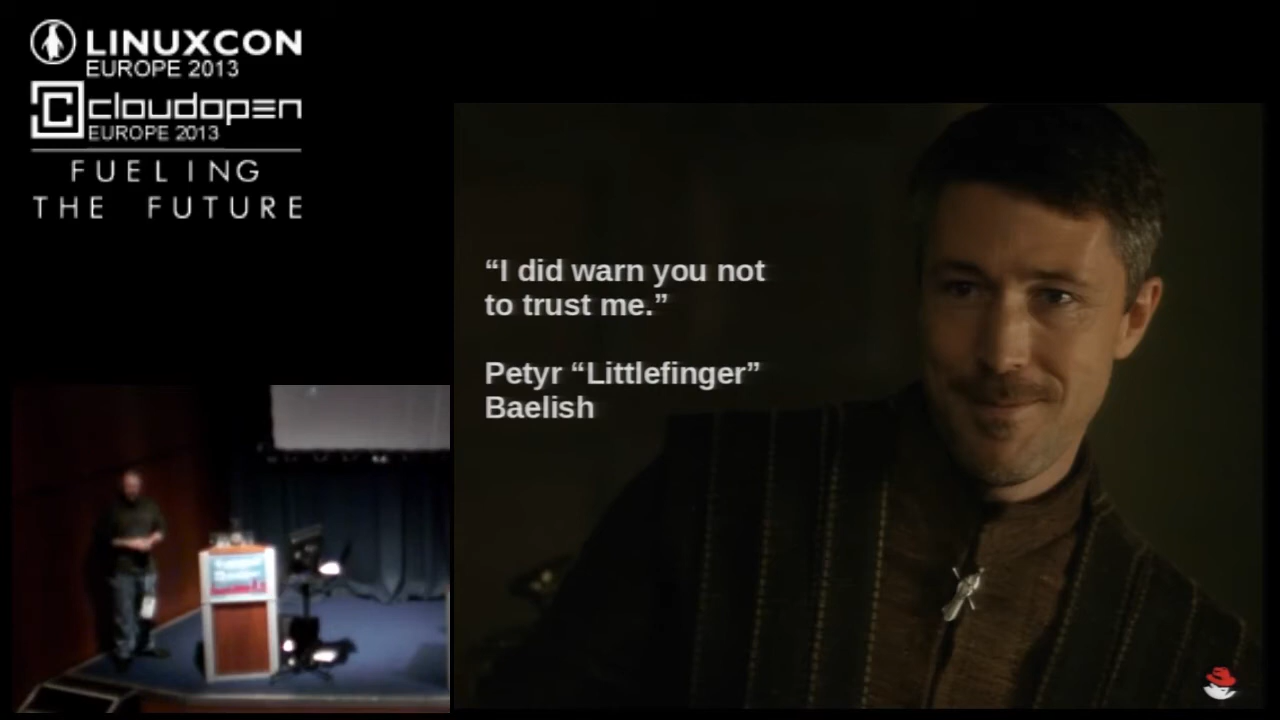 LINUXCON
EUROPE 2013
cloudopen
EUROPE 2013
FUELING
THE FUTURE
“I did warn you not
to trust me.”
Petyr “Littlefinger”
Baelish